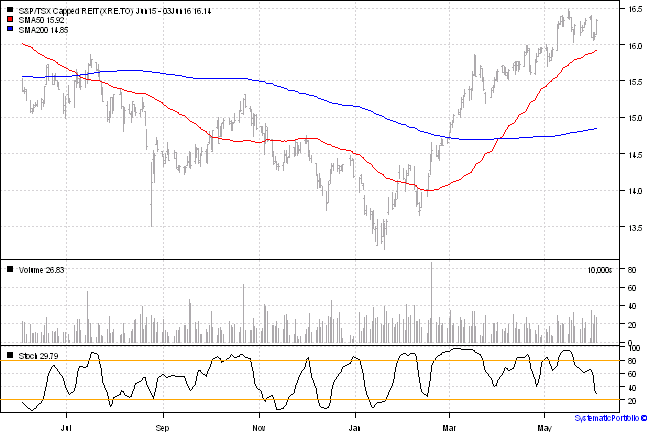 S&P/TSX Capped REIT (XRE.TO) Jun15 - 03Jun16 16.14
SMA50 15.92
SMA200 14.85
16.5
16.0
15.5
15.0
14.5
14.0
13.5
Volume 26.83
10,000s
80
60
40
20
0
Stoch 29.79
100
80
60
40
20
Jul Sep Nov Jan Mar May
SystematicPortfolio ©